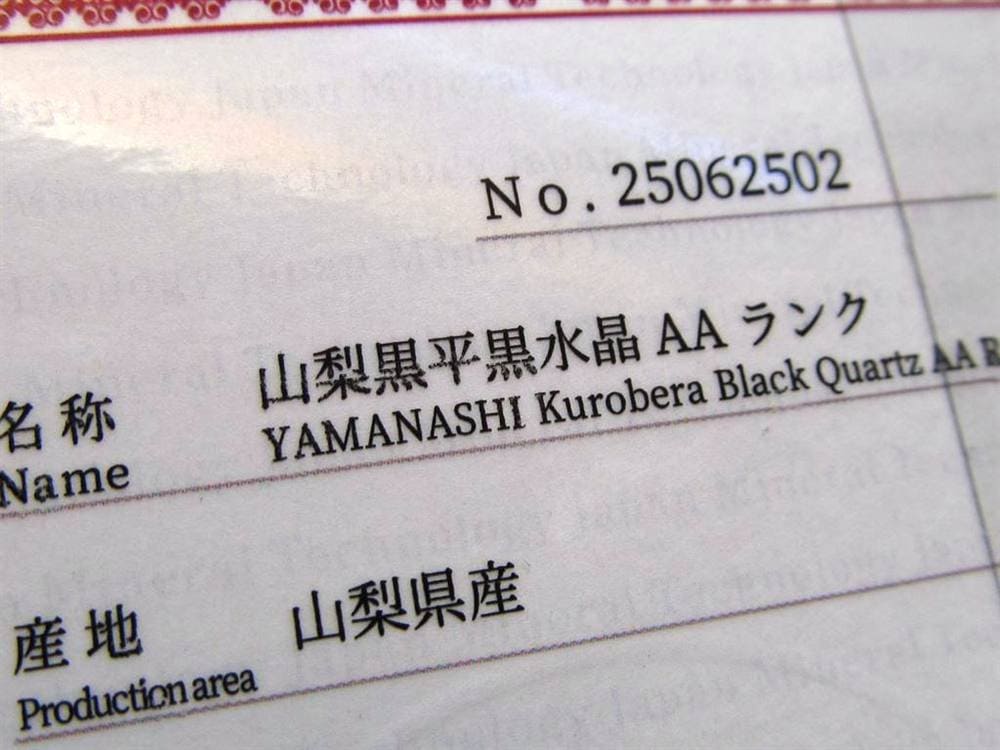 No. 25062502
名称 山梨黒平黒水晶 AA ランク
Name YAMANASHI Kurobera Black Quartz AA R
産地 山梨県産
Production area